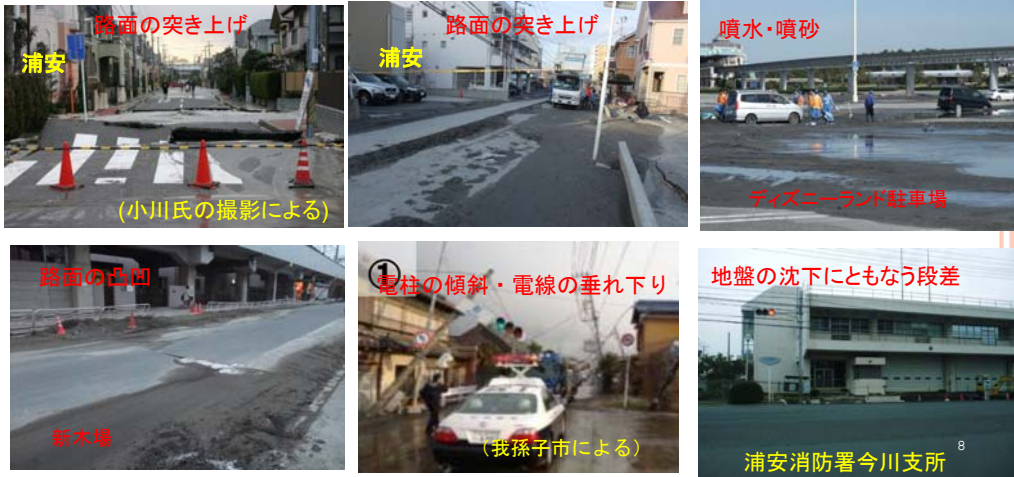 路面の突き上げ
浦安
(小川氏の撮影による)
路面の突き上げ
浦安
噴水・噴砂
ディズニーランド駐車場
路面の凸凹
新木場
①
電柱の傾斜・電線の垂れ下り
(我孫子市による)
地盤の沈下にともなう段差
浦安消防署今川支所
8